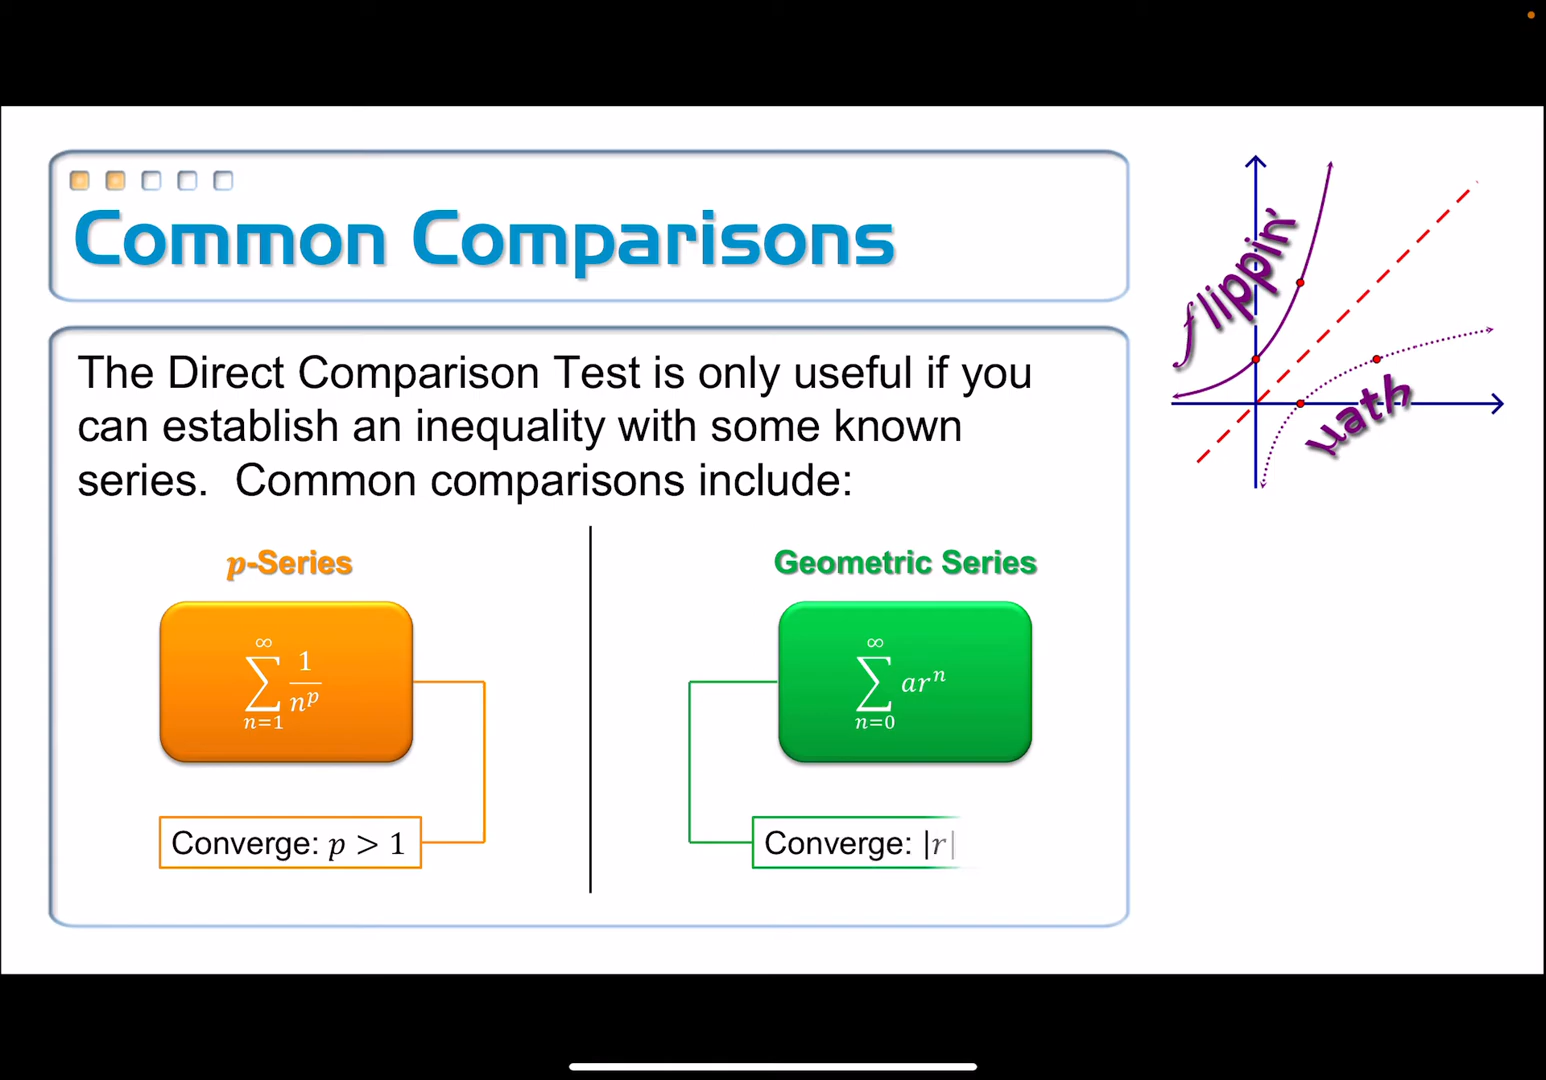 Common Comparisons
The Direct Comparison Test is only useful if you
can establish an inequality with some known
series. Common comparisons include:
p-Series
∞
∑ 1/n^p
n=1
Converge: p > 1
Geometric Series
∞
∑ ar^n
n=0
Converge: |r|
flippin'
μath